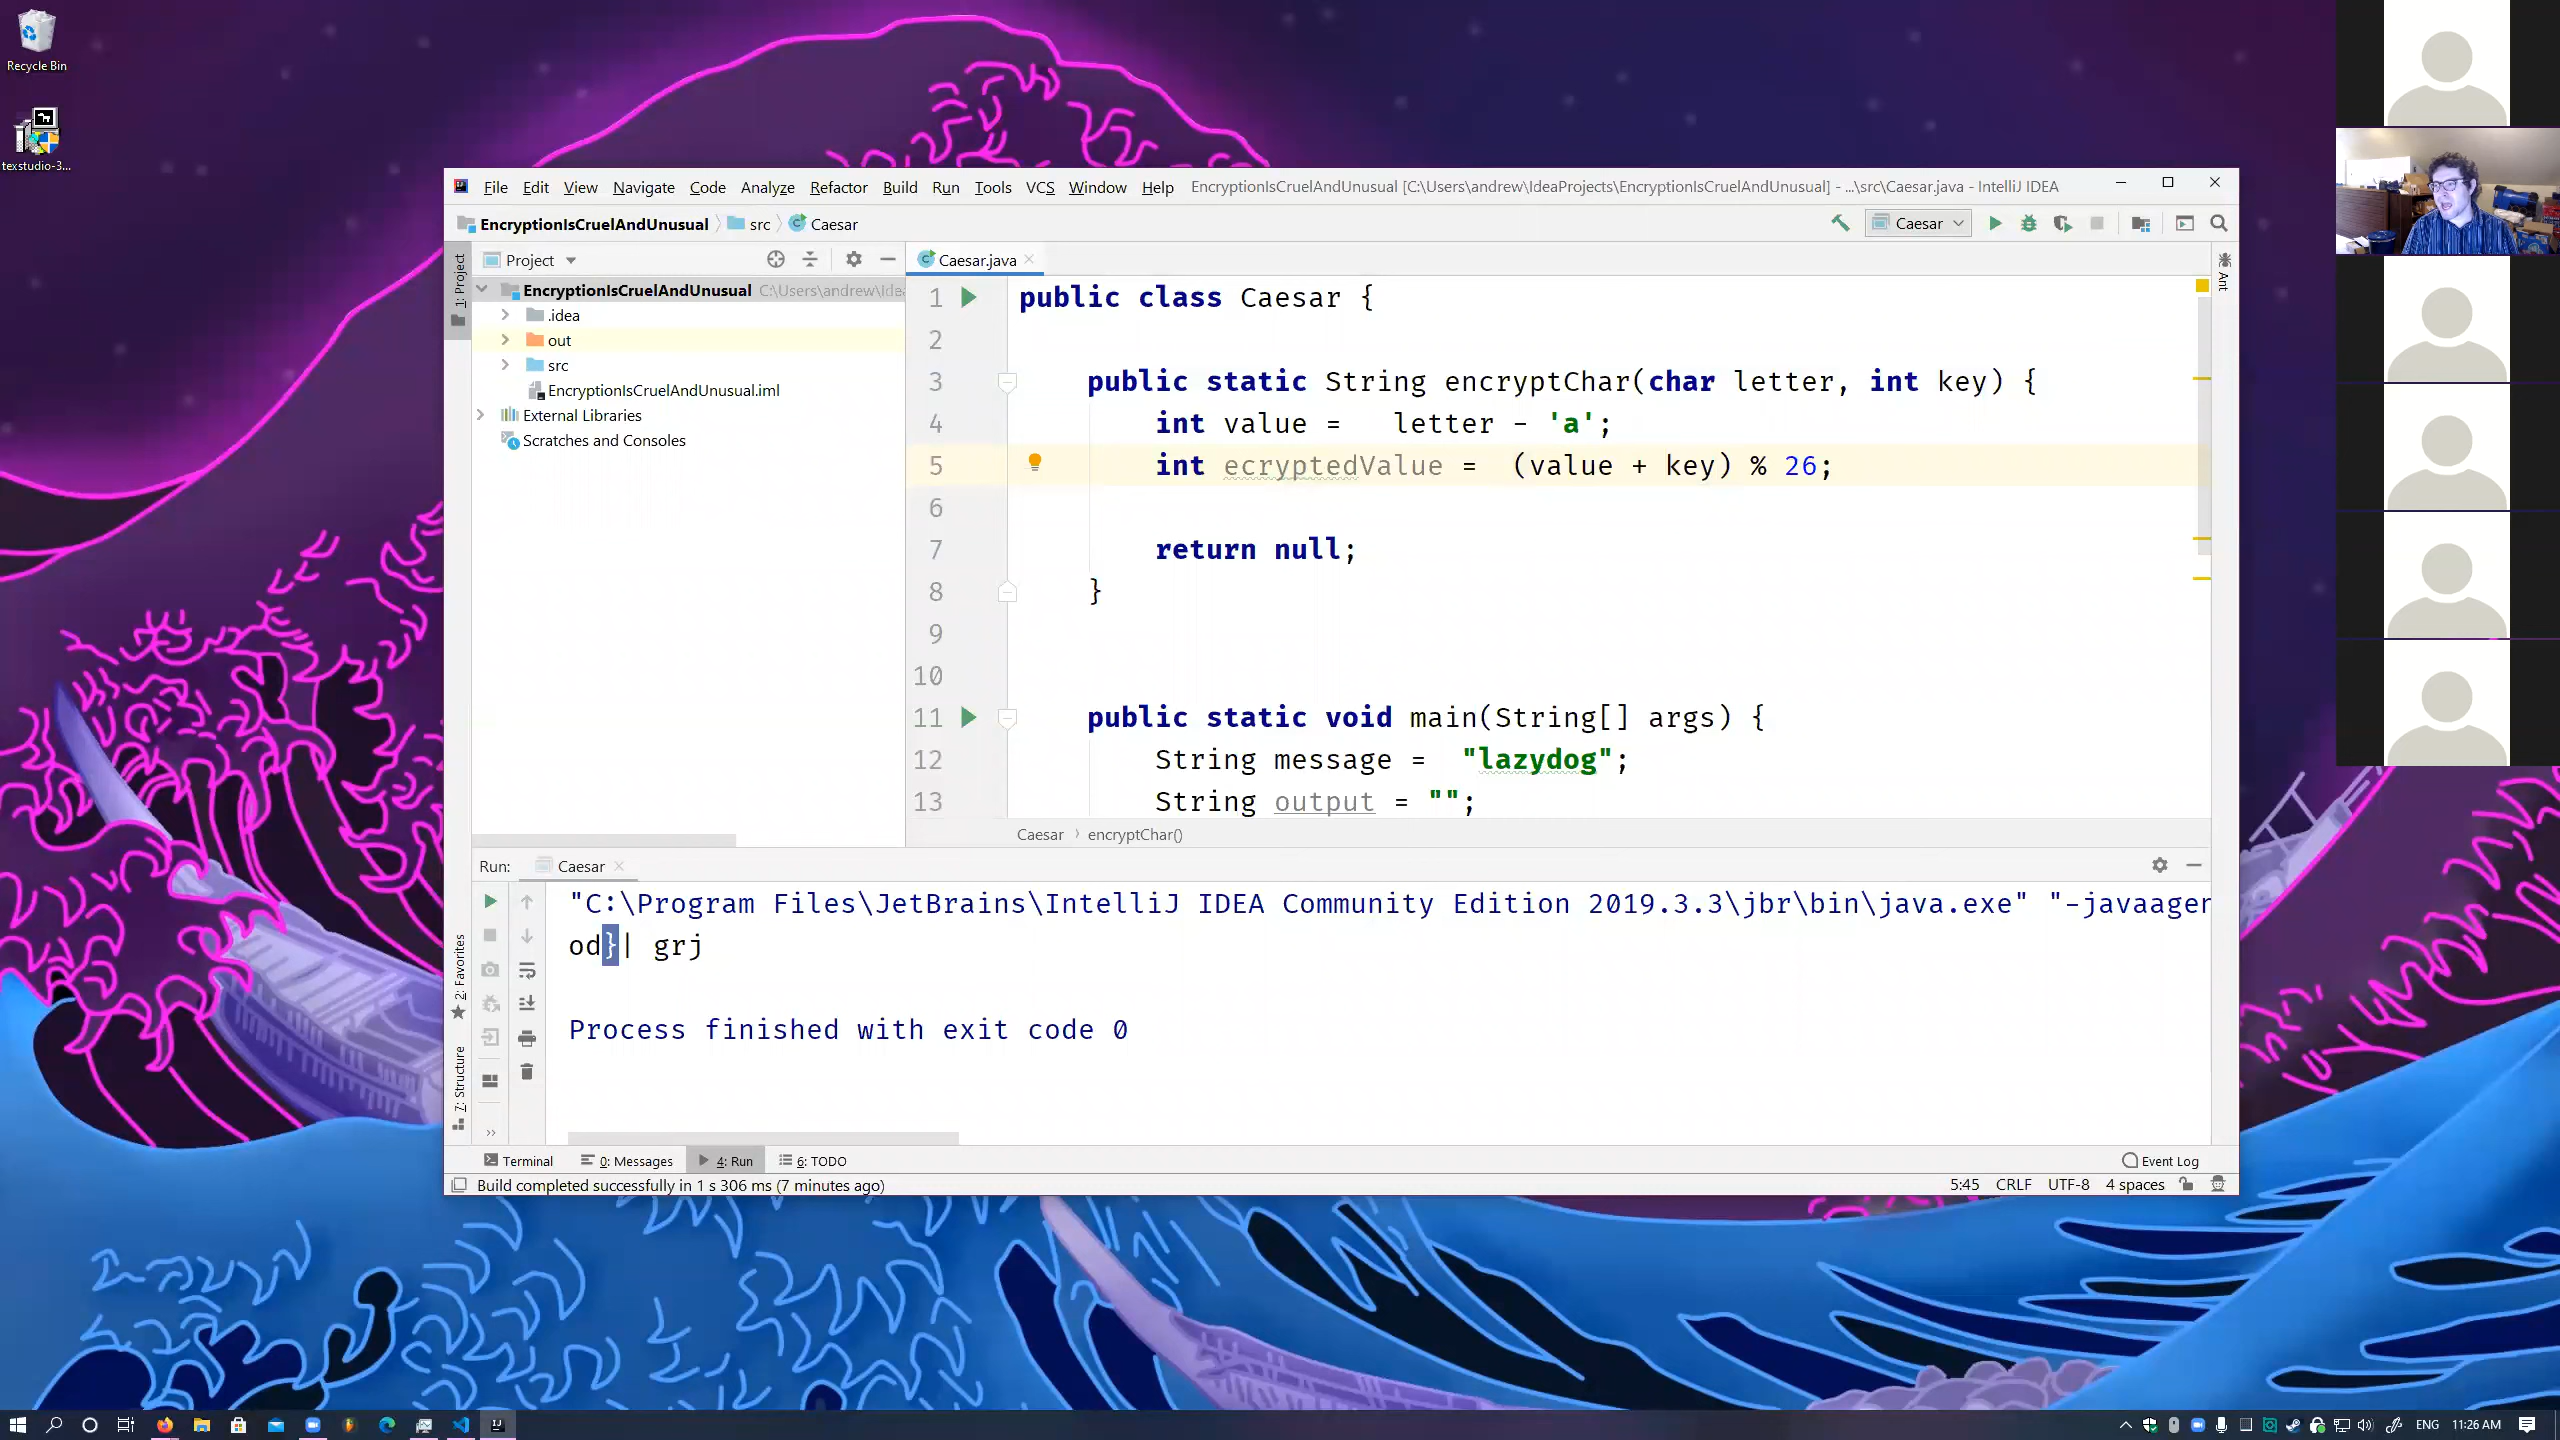 Recycle Bin
texstudio-3...
File Edit View Navigate Code Analyze Refactor Build Run Tools VCS Window Help EncryptionIsCruelAndUnusual [C:\Users\andrew\IdeaProjects\EncryptionIsCruelAndUnusual] - ...\src\Caesar.java - IntelliJ IDEA
EncryptionIsCruelAndUnusual src Caesar
Caesar
1: Project
Project
Caesar.java
Ant
EncryptionIsCruelAndUnusual C:\Users\andrew\Idea
.idea
out
src
EncryptionIsCruelAndUnusual.iml
External Libraries
Scratches and Consoles
1 public class Caesar {
2
3 public static String encryptChar(char letter, int key) {
4 int value = letter - 'a';
5 int ecryptedValue = (value + key) % 26;
6
7 return null;
8 }
9
10
11 public static void main(String[] args) {
12 String message = "lazydog";
13 String output = "";
Caesar › encryptChar()
Run: Caesar
"C:\Program Files\JetBrains\IntelliJ IDEA Community Edition 2019.3.3\jbr\bin\java.exe" "-javaagen
od}| grj
Process finished with exit code 0
2: Favorites
7: Structure
Terminal 0: Messages 4: Run 6: TODO Event Log
Build completed successfully in 1 s 306 ms (7 minutes ago) 5:45 CRLF UTF-8 4 spaces
ENG 11:26 AM